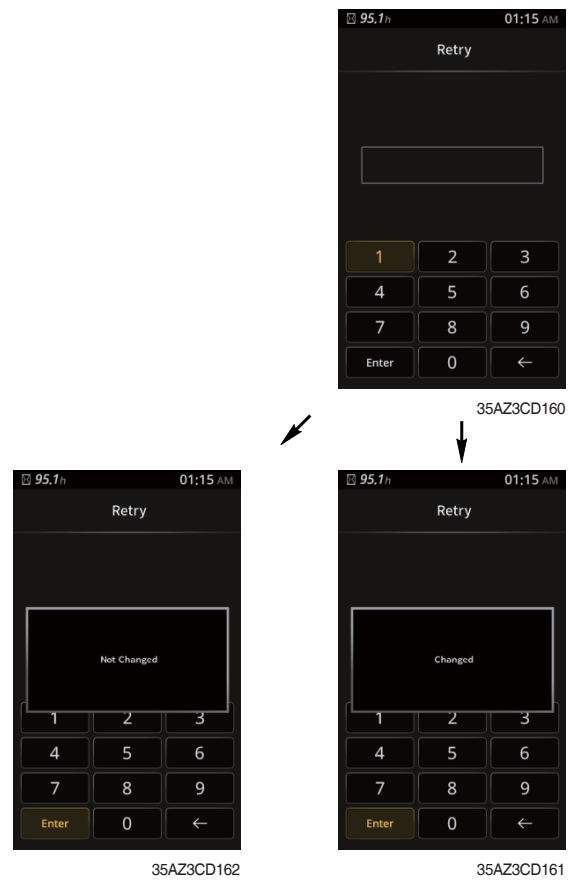 95.1h 01:15 AM
Retry
1 2 3
4 5 6
7 8 9
Enter 0 ←
35AZ3CD160
95.1h 01:15 AM
Retry
Not Changed
1 2 3
4 5 6
7 8 9
Enter 0 ←
35AZ3CD162
95.1h 01:15 AM
Retry
Changed
1 2 3
4 5 6
7 8 9
Enter 0 ←
35AZ3CD161